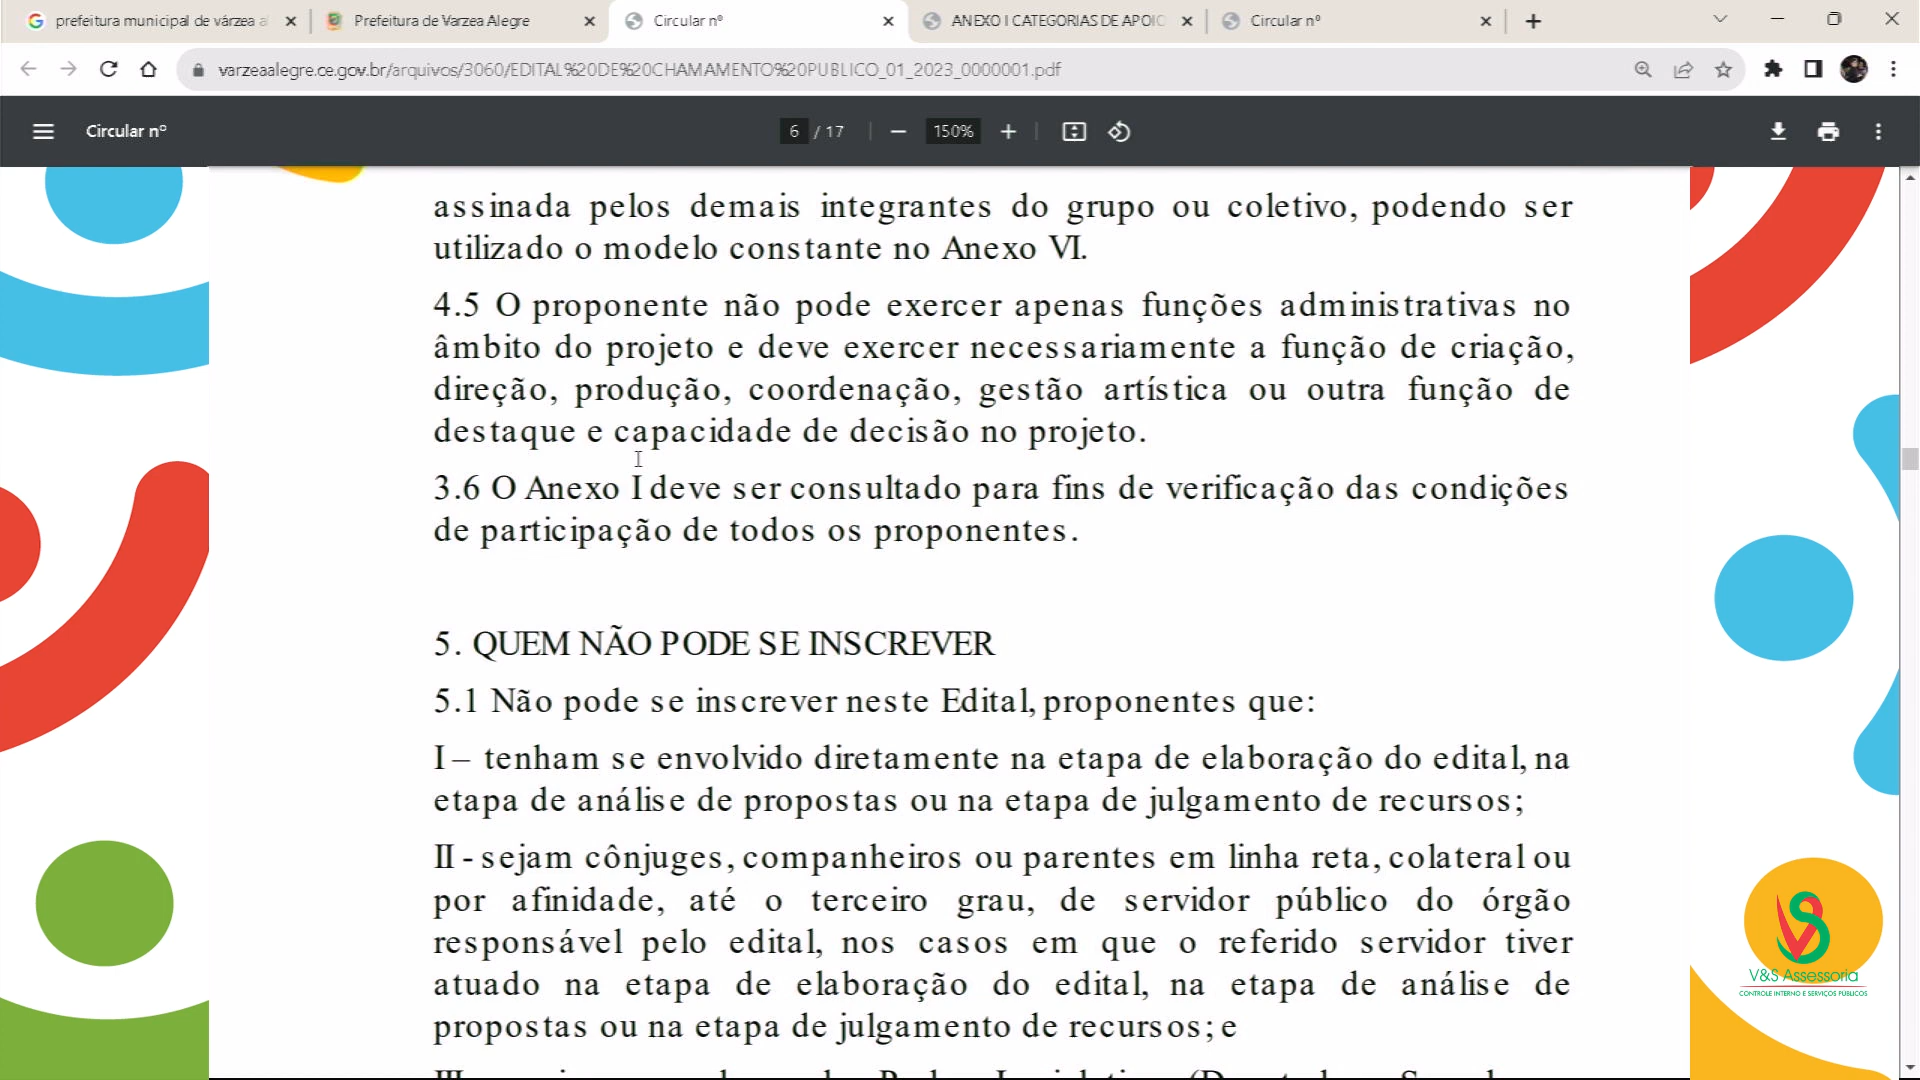 prefeitura municipal de várzea al
Prefeitura de Varzea Alegre
Circular nº
ANEXO I CATEGORIAS DE APOIO
Circular nº
varzeaalegre.ce.gov.br/arquivos/3060/EDITAL%20DE%20CHAMAMENTO%20PUBLICO_01_2023_0000001.pdf
Circular nº
6 / 17
150%
assinada pelos demais integrantes do grupo ou coletivo, podendo ser
utilizado o modelo constante no Anexo VI.
4.5 O proponente não pode exercer apenas funções administrativas no
âmbito do projeto e deve exercer necessariamente a função de criação,
direção, produção, coordenação, gestão artística ou outra função de
destaque e capacidade de decisão no projeto.
3.6 O Anexo I deve ser consultado para fins de verificação das condições
de participação de todos os proponentes.
5. QUEM NÃO PODE SE INSCREVER
5.1 Não pode se inscrever neste Edital, proponentes que:
I – tenham se envolvido diretamente na etapa de elaboração do edital, na
etapa de análise de propostas ou na etapa de julgamento de recursos;
II - sejam cônjuges, companheiros ou parentes em linha reta, colateral ou
por afinidade, até o terceiro grau, de servidor público do órgão
responsável pelo edital, nos casos em que o referido servidor tiver
atuado na etapa de elaboração do edital, na etapa de análise de
propostas ou na etapa de julgamento de recursos; e
VS
V&S Assessoria
CONTROLE INTERNO E SERVIÇOS PÚBLICOS